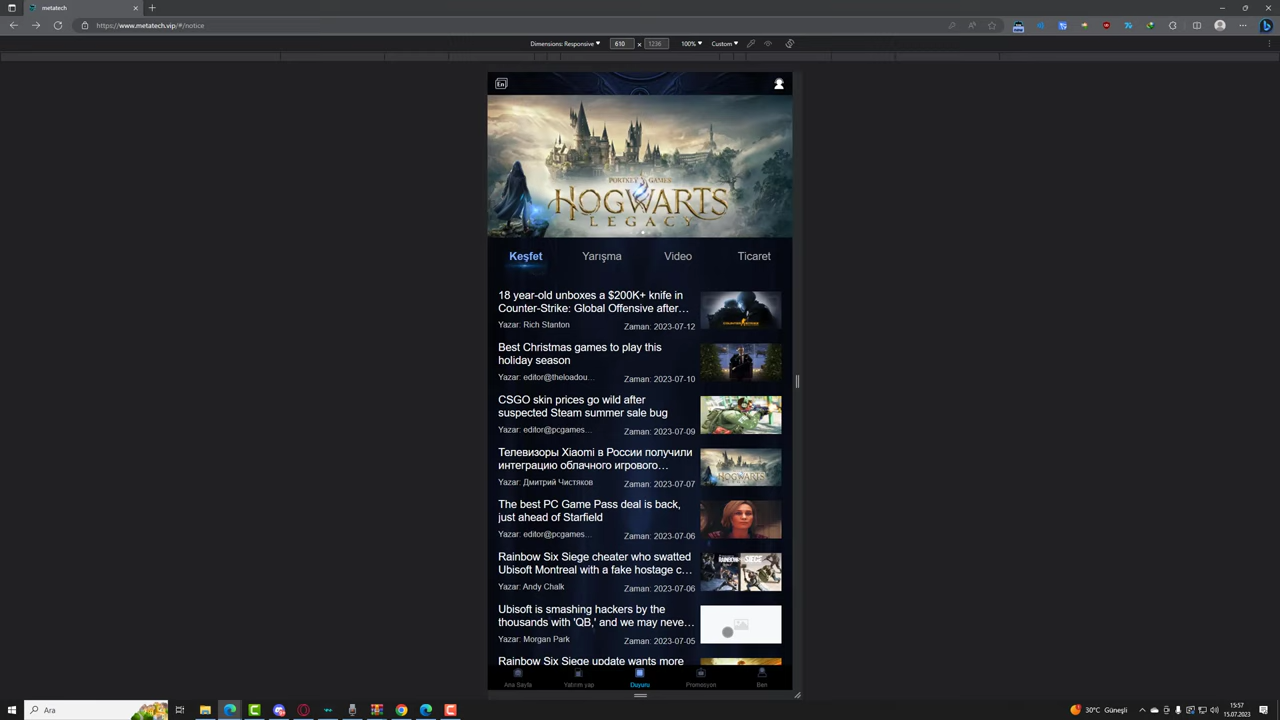 metatech
https://www.metatech.vip/#/notice
Dimensions: Responsive
610 × 1236
100%
Custom
En
PORTKEY GAMES
HOGWARTS
LEGACY
Keşfet Yarışma Video Ticaret
18 year-old unboxes a $200K+ knife in
Counter-Strike: Global Offensive after…
Yazar: Rich Stanton Zaman: 2023-07-12
Best Christmas games to play this
holiday season
Yazar: editor@theloadou… Zaman: 2023-07-10
CSGO skin prices go wild after
suspected Steam summer sale bug
Yazar: editor@pcgames… Zaman: 2023-07-09
Телевизоры Xiaomi в России получили
интеграцию облачного игрового…
Yazar: Дмитрий Чистяков Zaman: 2023-07-07
The best PC Game Pass deal is back,
just ahead of Starfield
Yazar: editor@pcgames… Zaman: 2023-07-06
Rainbow Six Siege cheater who swatted
Ubisoft Montreal with a fake hostage c…
Yazar: Andy Chalk Zaman: 2023-07-06
Ubisoft is smashing hackers by the
thousands with 'QB,' and we may neve…
Yazar: Morgan Park Zaman: 2023-07-05
Rainbow Six Siege update wants more
Ana Sayfa Yatırım yap Duyuru Promosyon Ben
Ara
30°C Güneşli
15:57
15.07.2023